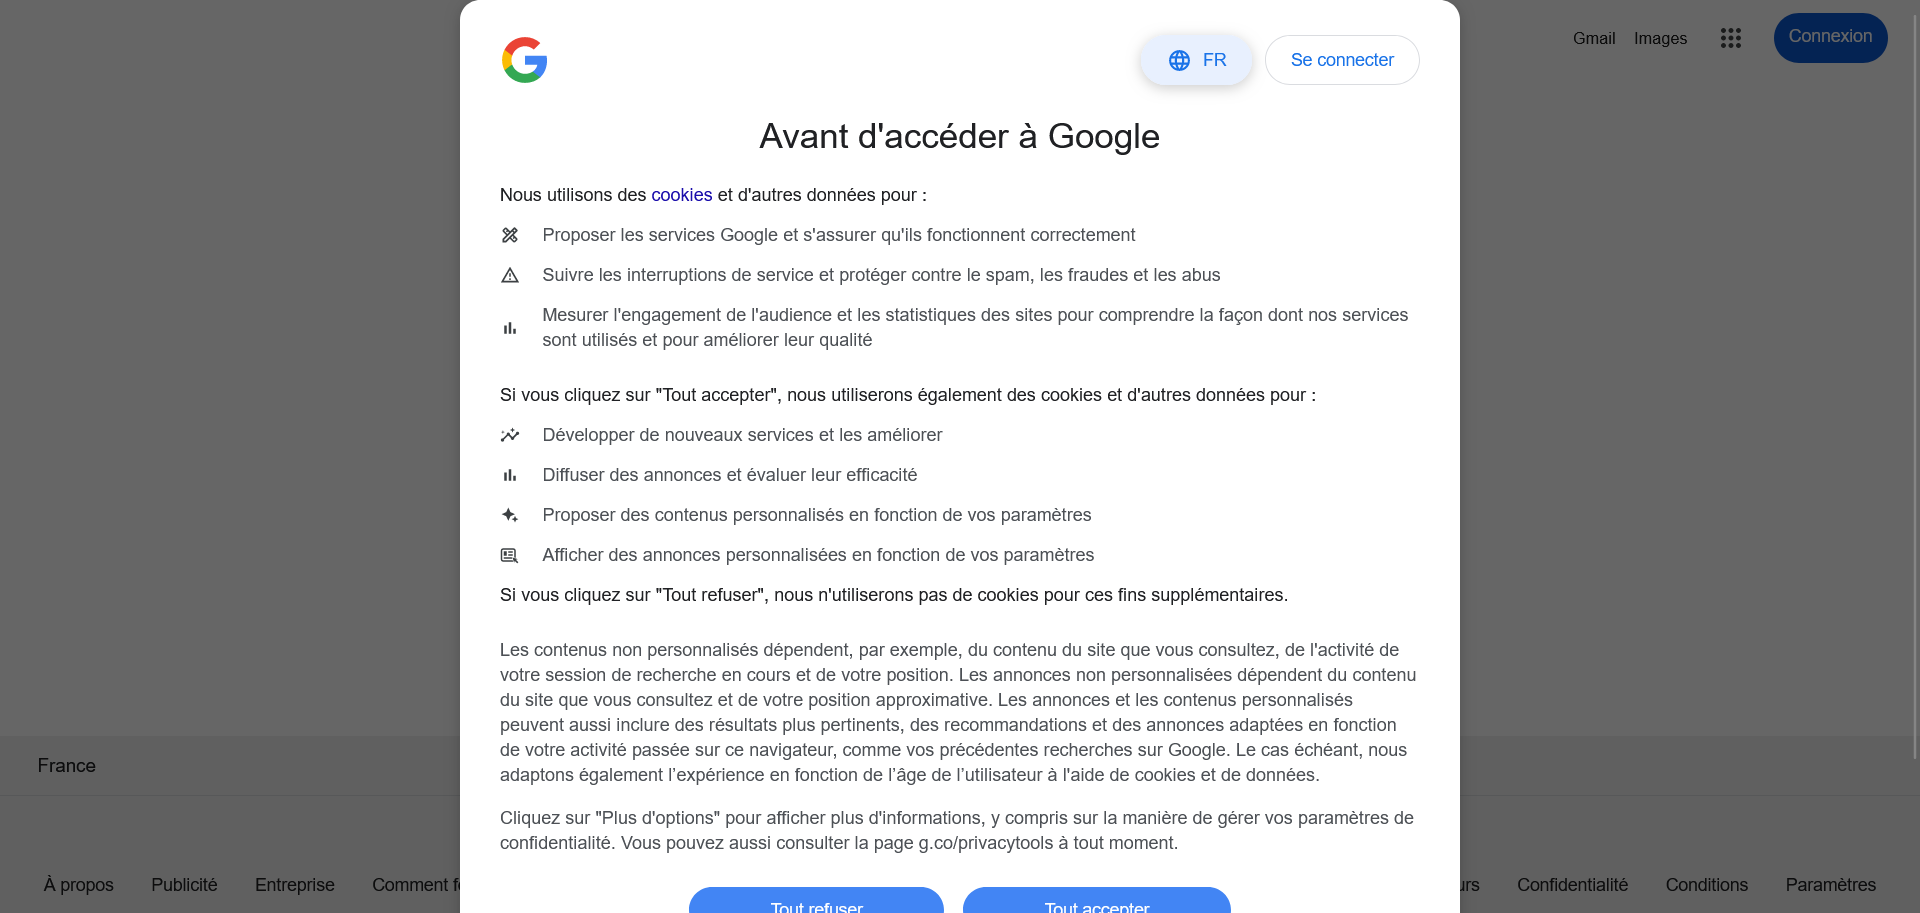 Gmail
Images
Connexion
FR
Se connecter
Avant d'accéder à Google
Nous utilisons des cookies et d'autres données pour :
Proposer les services Google et s'assurer qu'ils fonctionnent correctement
Suivre les interruptions de service et protéger contre le spam, les fraudes et les abus
Mesurer l'engagement de l'audience et les statistiques des sites pour comprendre la façon dont nos services
sont utilisés et pour améliorer leur qualité
Si vous cliquez sur "Tout accepter", nous utiliserons également des cookies et d'autres données pour :
Développer de nouveaux services et les améliorer
Diffuser des annonces et évaluer leur efficacité
Proposer des contenus personnalisés en fonction de vos paramètres
Afficher des annonces personnalisées en fonction de vos paramètres
Si vous cliquez sur "Tout refuser", nous n'utiliserons pas de cookies pour ces fins supplémentaires.
Les contenus non personnalisés dépendent, par exemple, du contenu du site que vous consultez, de l'activité de
votre session de recherche en cours et de votre position. Les annonces non personnalisées dépendent du contenu
du site que vous consultez et de votre position approximative. Les annonces et les contenus personnalisés
peuvent aussi inclure des résultats plus pertinents, des recommandations et des annonces adaptées en fonction
de votre activité passée sur ce navigateur, comme vos précédentes recherches sur Google. Le cas échéant, nous
adaptons également l’expérience en fonction de l’âge de l’utilisateur à l'aide de cookies et de données.
Cliquez sur "Plus d'options" pour afficher plus d'informations, y compris sur la manière de gérer vos paramètres de
confidentialité. Vous pouvez aussi consulter la page g.co/privacytools à tout moment.
Tout refuser
Tout accepter
France
À propos
Publicité
Entreprise
Comment
Confidentialité
Conditions
Paramètres